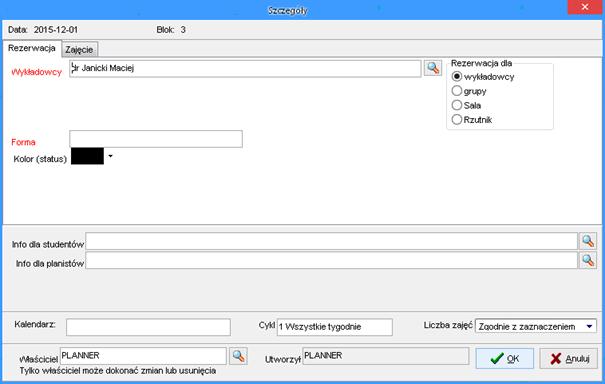 Szczegóły
Data: 2015-12-01 Blok: 3
Rezerwacja Zajęcie
Wykładowcy dr Janicki Maciej
Rezerwacja dla
wykładowcy
grupy
Sala
Rzutnik
Forma
Kolor (status)
Info dla studentów
Info dla planistów
Kalendarz: Cykl 1 Wszystkie tygodnie Liczba zajęć Zgodnie z zaznaczeniem
Właściciel PLANNER Utworzył PLANNER OK Anuluj
Tylko właściciel może dokonać zmian lub usunięcia